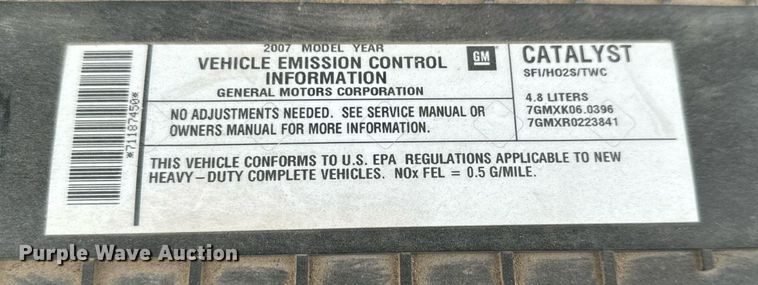 2007 MODEL YEAR
VEHICLE EMISSION CONTROL
INFORMATION
GENERAL MOTORS CORPORATION
GM
CATALYST
SFI/HO2S/TWC
NO ADJUSTMENTS NEEDED. SEE SERVICE MANUAL OR
OWNERS MANUAL FOR MORE INFORMATION.
4.8 LITERS
7GMXK06.0396
7GMXR0223841
THIS VEHICLE CONFORMS TO U.S. EPA REGULATIONS APPLICABLE TO NEW
HEAVY-DUTY COMPLETE VEHICLES. NOx FEL = 0.5 G/MILE.
*71187450*
Purple Wave Auction